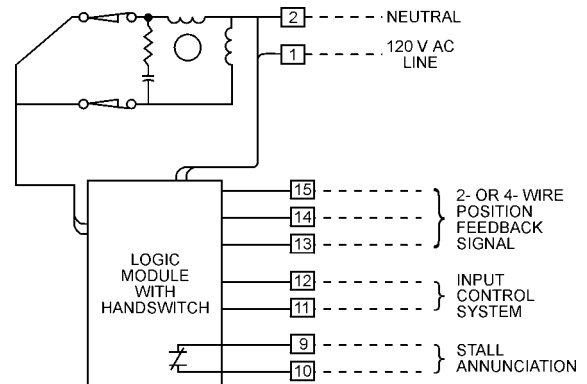 2 NEUTRAL
1 120 V AC
LINE
15
14
13
2- OR 4- WIRE
POSITION
FEEDBACK
SIGNAL
LOGIC
MODULE
WITH
HANDSWITCH
12
11
INPUT
CONTROL
SYSTEM
9
10
STALL
ANNUNCIATION